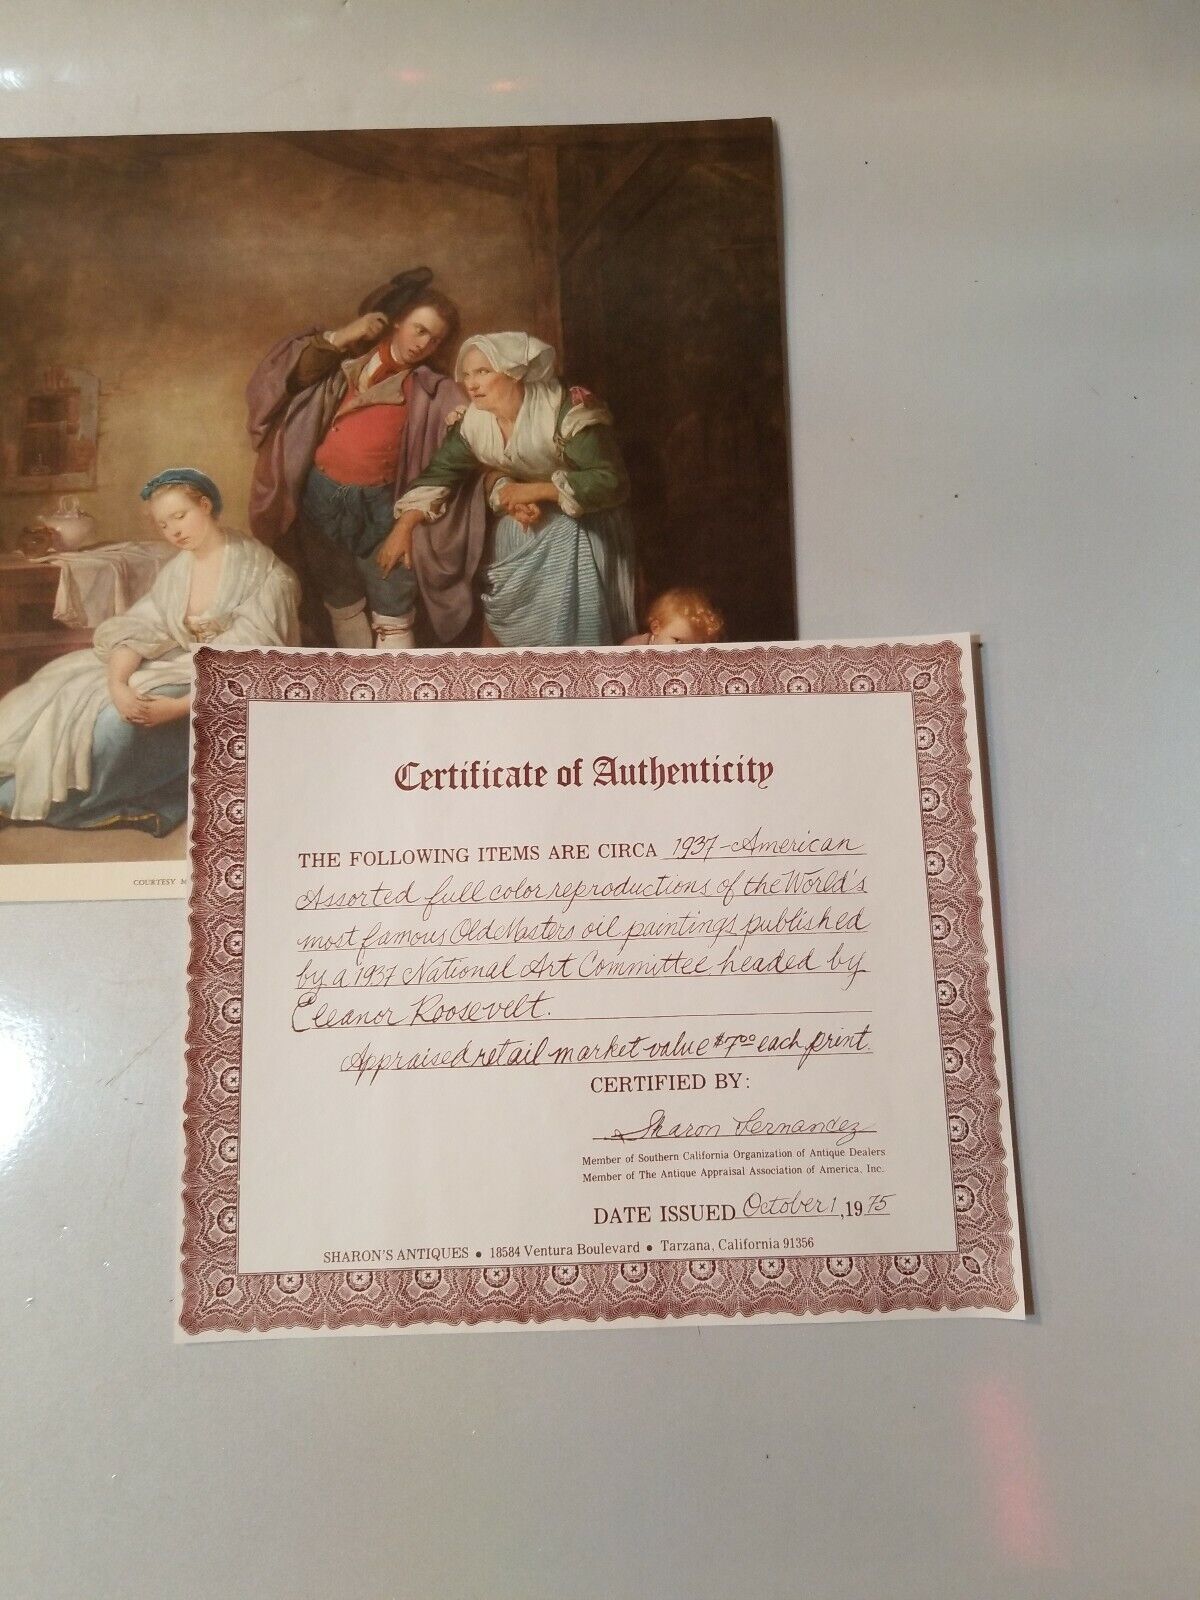 COURTESY
Certificate of Authenticity
THE FOLLOWING ITEMS ARE CIRCA 1937-American
Assorted full color reproductions of the World's
most famous Old Masters oil paintings published
by a 1937 National Art Committee headed by
Eleanor Roosevelt.
Appraised retail market value $7.00 each print.
CERTIFIED BY:
Sharon Fernandez
Member of Southern California Organization of Antique Dealers
Member of The Antique Appraisal Association of America, Inc.
DATE ISSUED October 1, 1975
SHARON'S ANTIQUES • 18584 Ventura Boulevard • Tarzana, California 91356